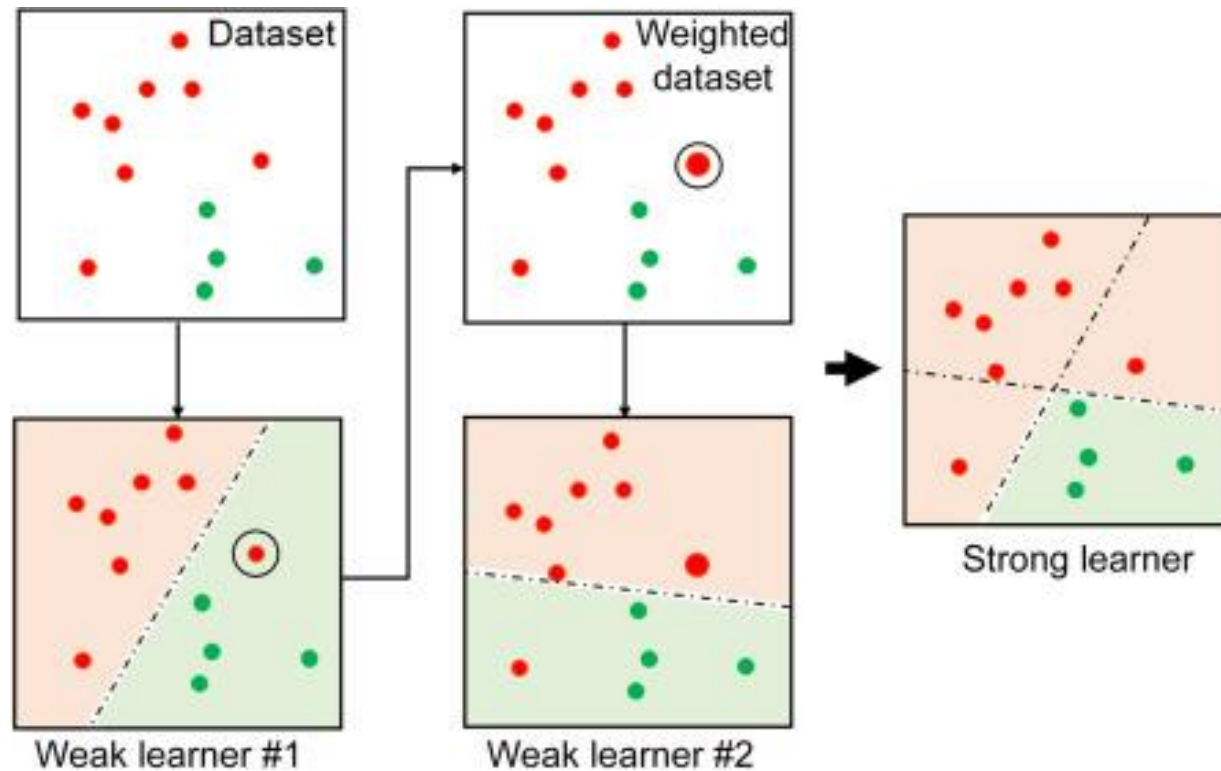 Dataset
Weighted
dataset
Weak learner #1
Weak learner #2
Strong learner